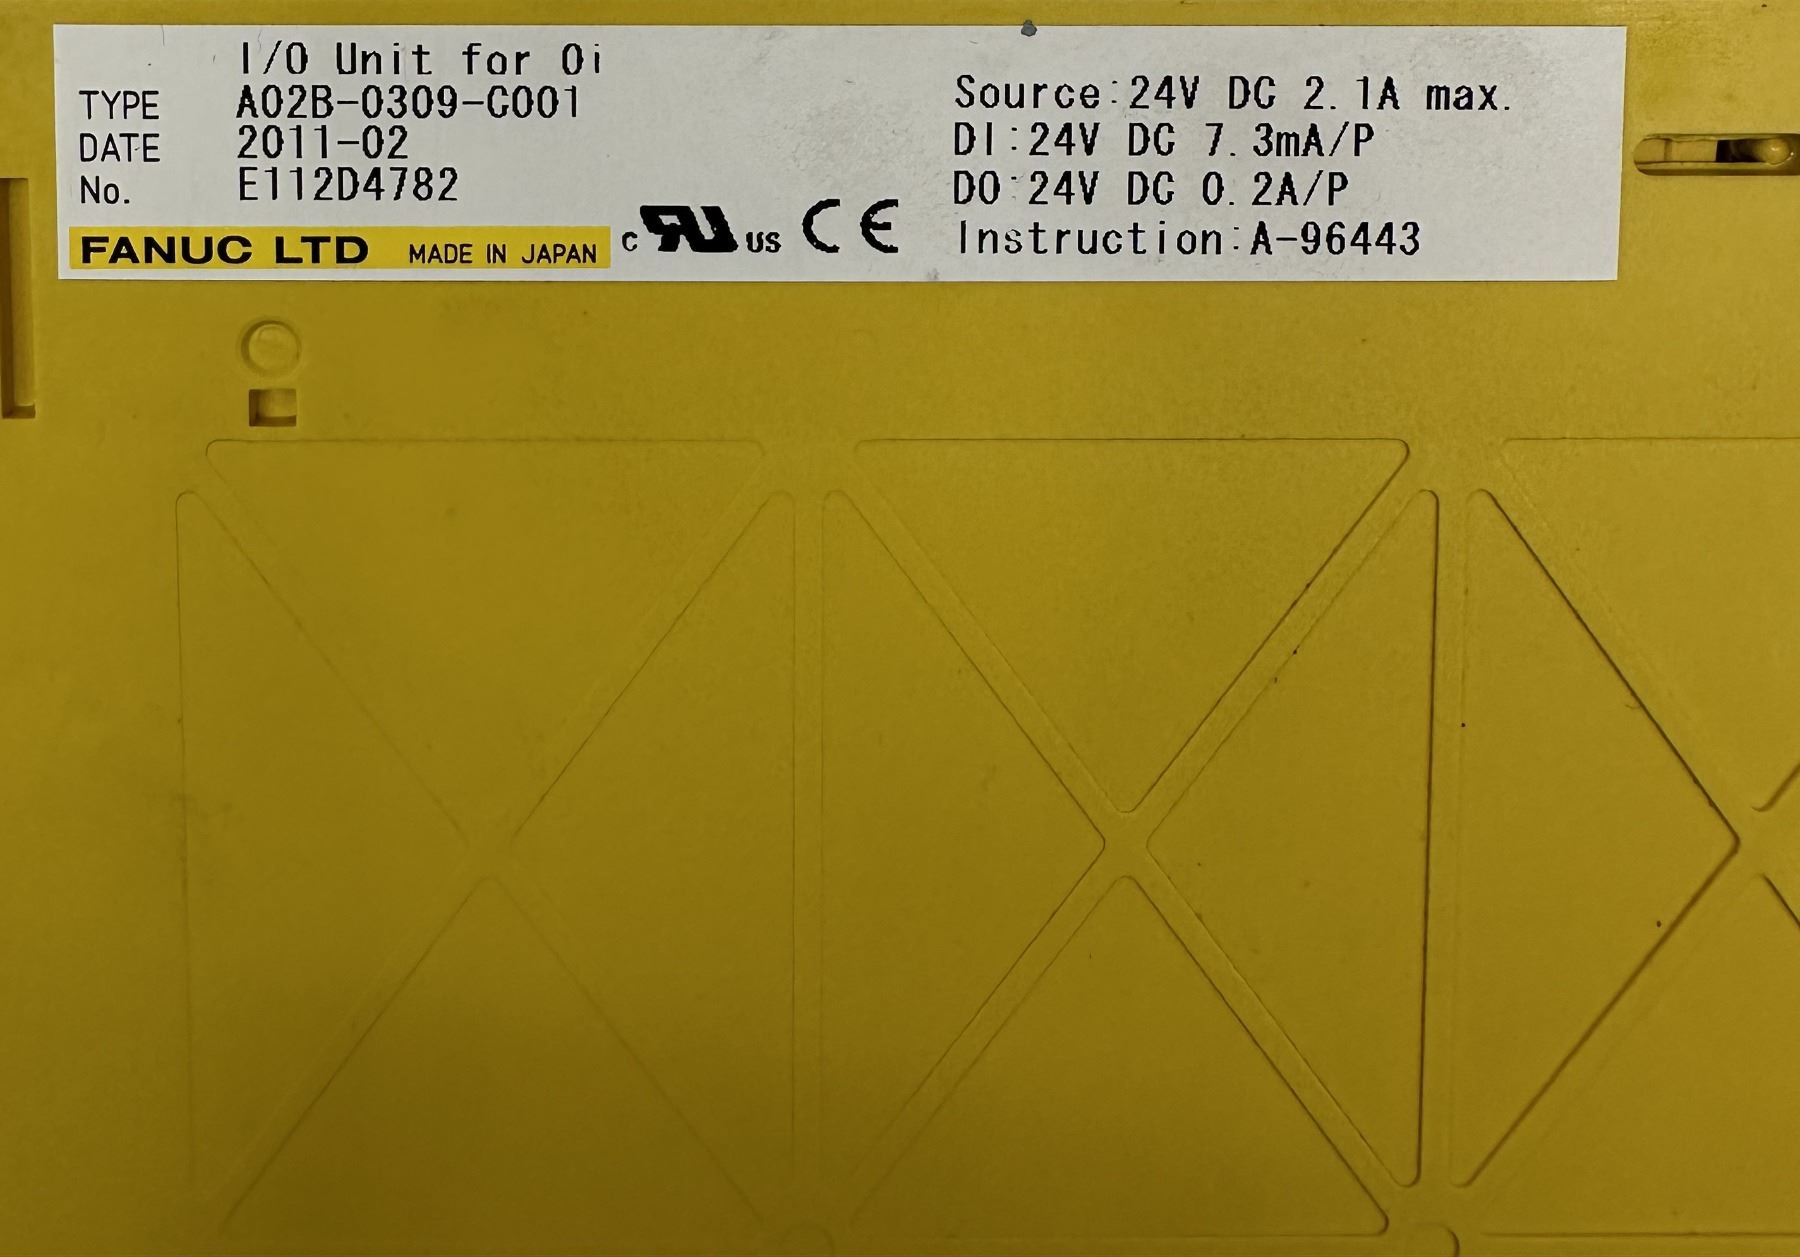 I/O Unit for 0i
TYPE A02B-0309-C001
DATE 2011-02
No. E112D4782
FANUC LTD MADE IN JAPAN
c RU US CE
Source:24V DC 2.1A max.
DI:24V DC 7.3mA/P
DO:24V DC 0.2A/P
Instruction:A-96443